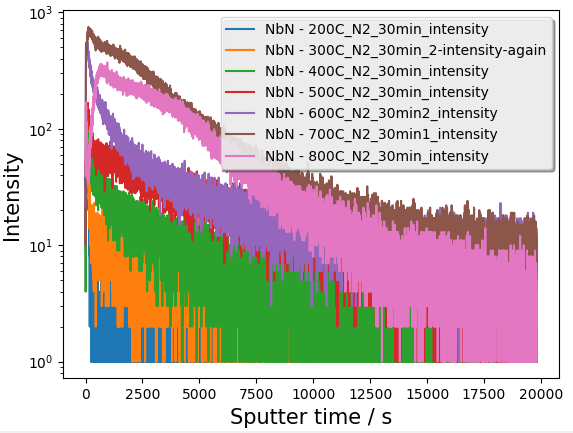 10³
NbN - 200C_N2_30min_intensity
NbN - 300C_N2_30min_2-intensity-again
NbN - 400C_N2_30min_intensity
NbN - 500C_N2_30min_intensity
NbN - 600C_N2_30min2_intensity
NbN - 700C_N2_30min1_intensity
NbN - 800C_N2_30min_intensity
10²
Intensity
10¹
10⁰
0 2500 5000 7500 10000 12500 15000 17500 20000
Sputter time / s